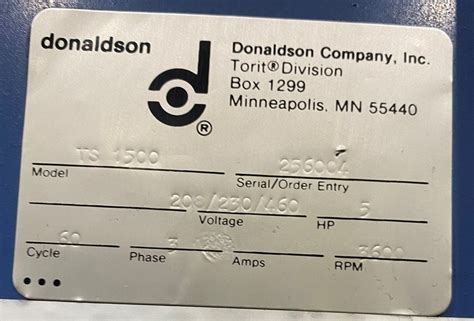 donaldson
Donaldson Company, Inc.
Torit® Division
Box 1299
Minneapolis, MN 55440
®
TS 1500 256004
Model Serial/Order Entry
208/230/460 5
Voltage HP
60 3 3600
Cycle Phase Amps RPM